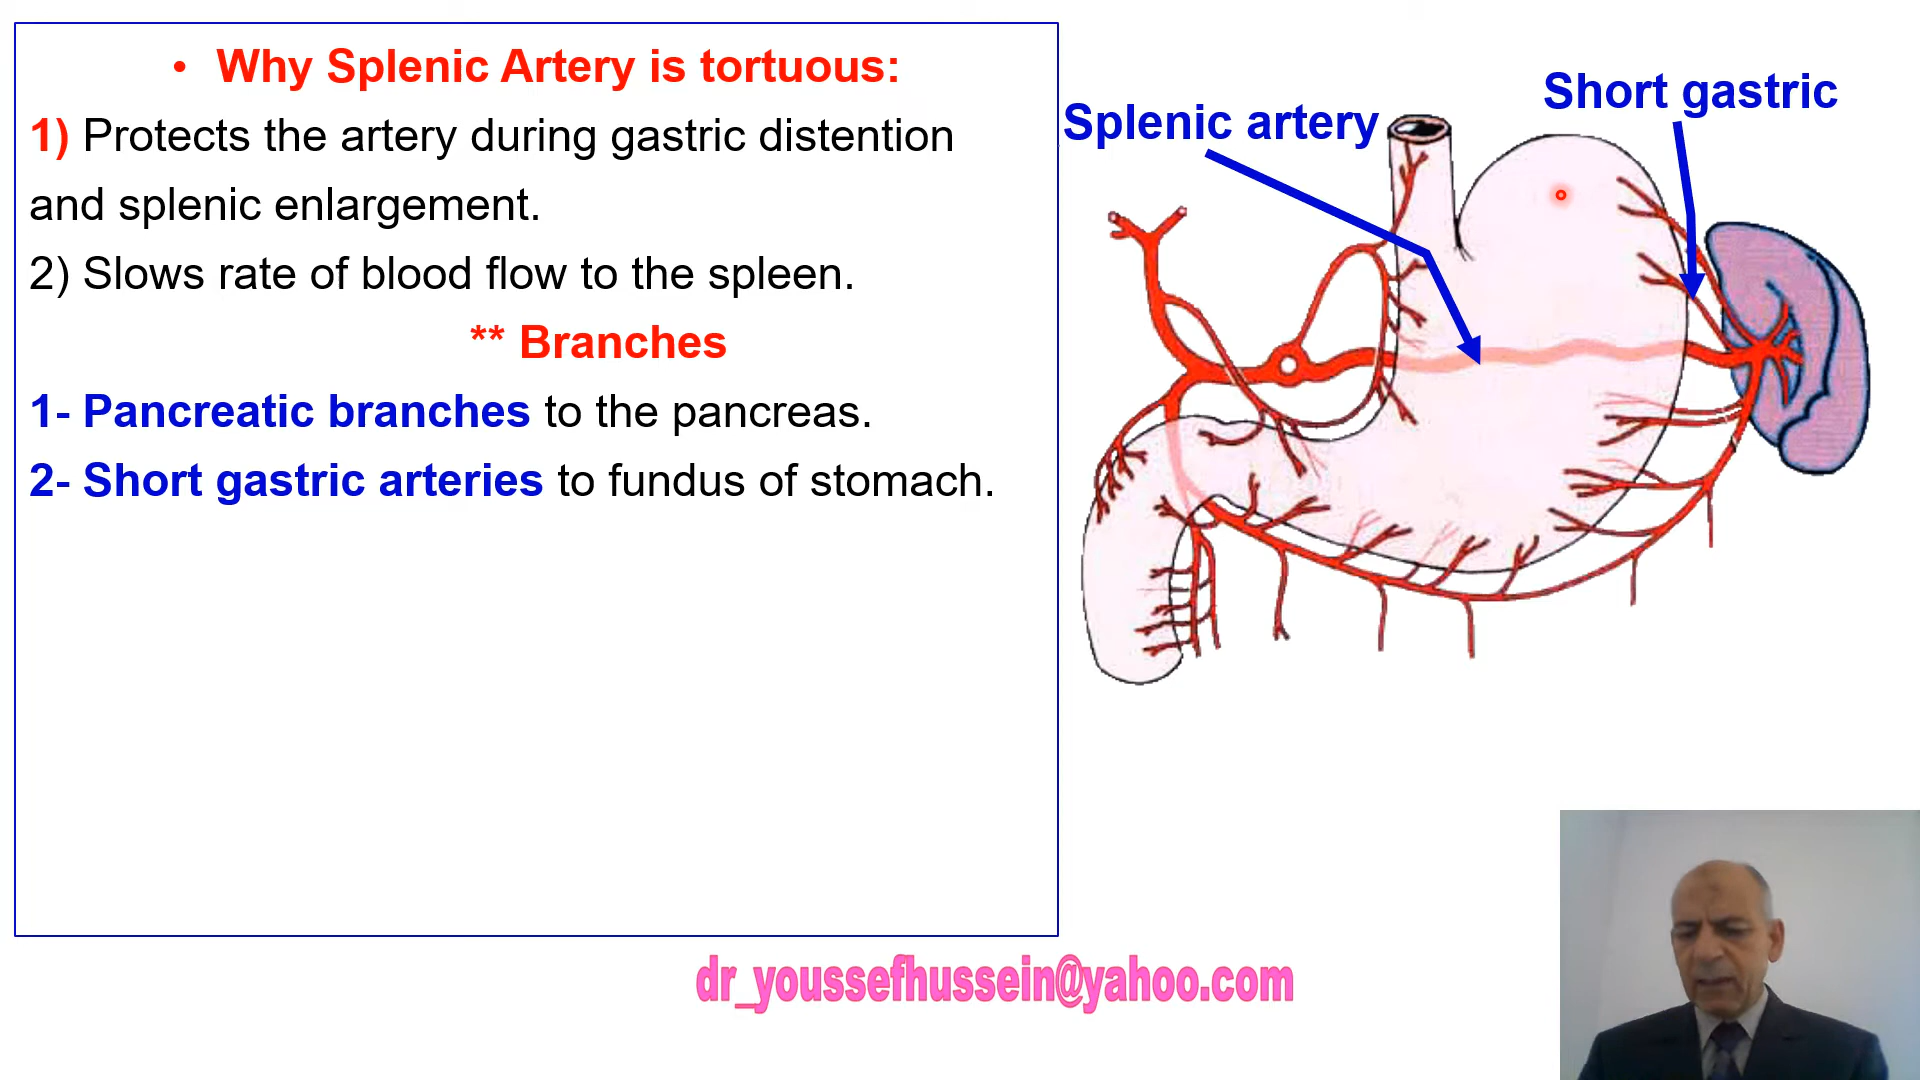 • Why Splenic Artery is tortuous:
1) Protects the artery during gastric distention
and splenic enlargement.
2) Slows rate of blood flow to the spleen.
** Branches
1- Pancreatic branches to the pancreas.
2- Short gastric arteries to fundus of stomach.
Splenic artery
Short gastric
dr_youssefhussein@yahoo.com